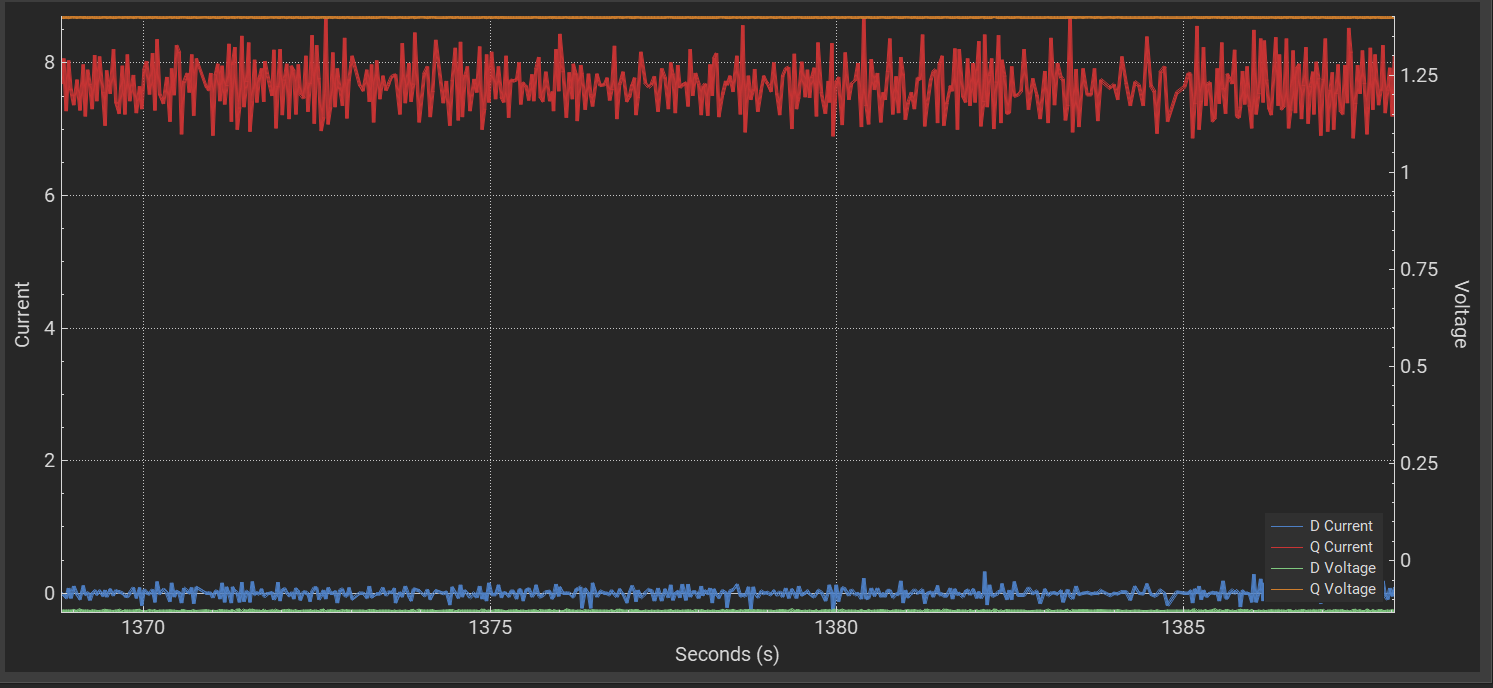 8
6
4
2
0
Current
1.25
1
0.75
0.5
0.25
0
Voltage
D Current
Q Current
D Voltage
Q Voltage
1370
1375
1380
1385
Seconds (s)